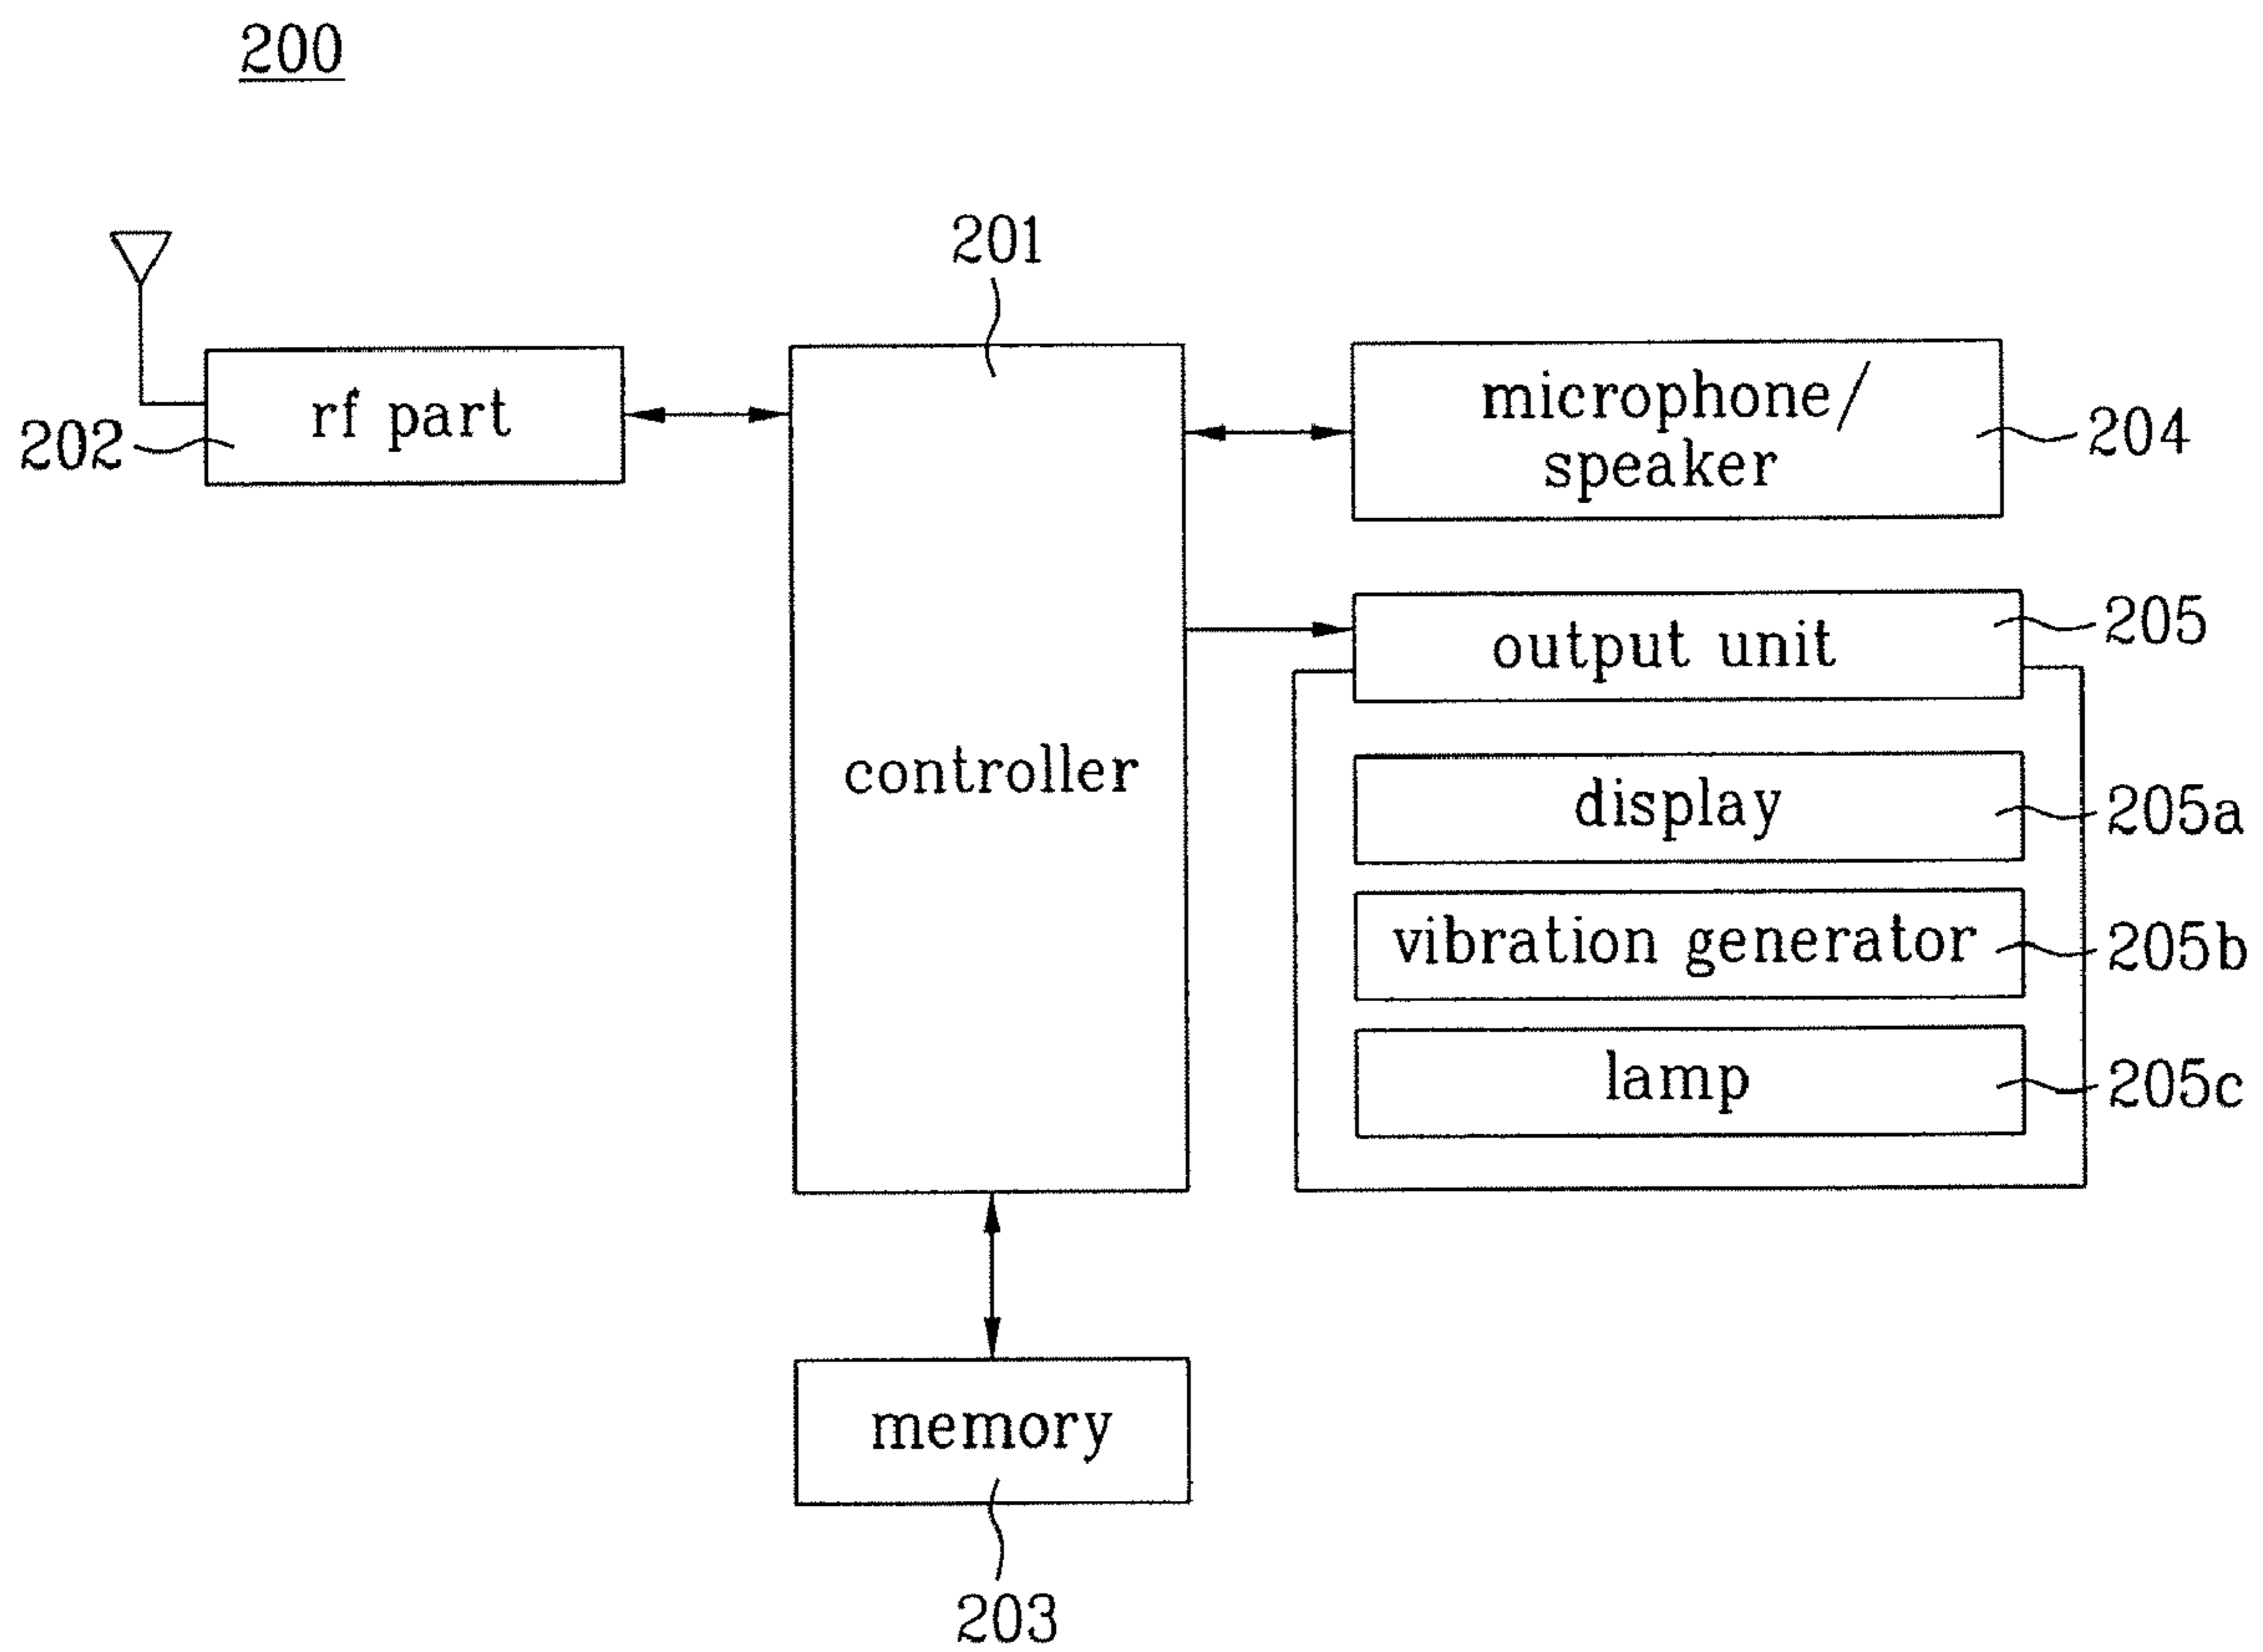 200
201
rf part
202
microphone/
speaker
204
output unit
205
controller
display
205a
vibration generator
205b
lamp
205c
memory
203